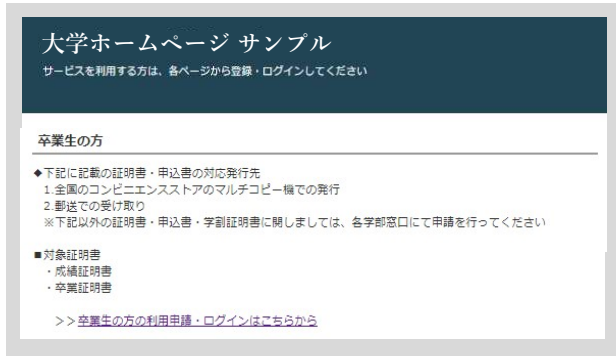 大学ホームページ サンプル
サービスを利用する方は、各ページから登録・ログインしてください
卒業生の方
◆下記に記載の証明書・申込書の対応発行先
1.全国のコンビニエンスストアのマルチコピー機での発行
2.郵送での受け取り
※下記以外の証明書・申込書・学割証明書に関しましては、各学部窓口にて申請を行ってください
■対象証明書
・成績証明書
・卒業証明書
>>卒業生の方の利用申請・ログインはこちらから